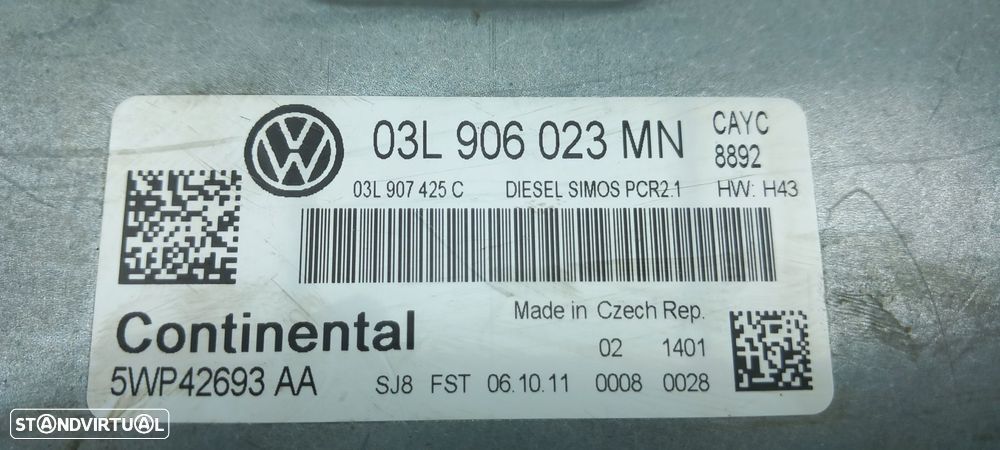 03L 906 023 MN CAYC
8892
03L 907 425 C DIESEL SIMOS PCR2.1 HW: H43
Made in Czech Rep.
Continental
02 1401
5WP42693 AA SJ8 FST 06.10.11 0008 0028
STANDVIRTUAL